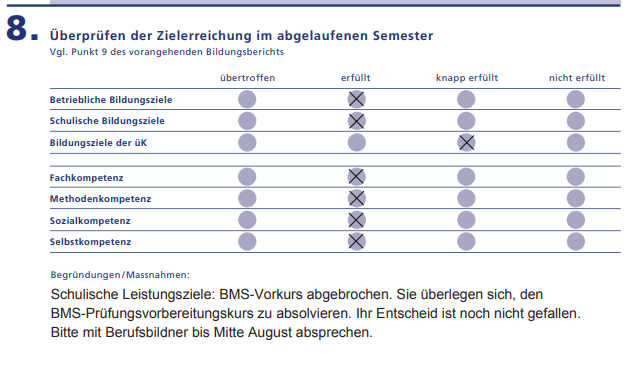 8. Überprüfen der Zielerreichung im abgelaufenen Semester
Vgl. Punkt 9 des vorangehenden Bildungsberichts
übertroffen erfüllt knapp erfüllt nicht erfüllt
Betriebliche Bildungsziele
Schulische Bildungsziele
Bildungsziele der üK
Fachkompetenz
Methodenkompetenz
Sozialkompetenz
Selbstkompetenz
Begründungen/Massnahmen:
Schulische Leistungsziele: BMS-Vorkurs abgebrochen. Sie überlegen sich, den
BMS-Prüfungsvorbereitungskurs zu absolvieren. Ihr Entscheid ist noch nicht gefallen.
Bitte mit Berufsbildner bis Mitte August absprechen.